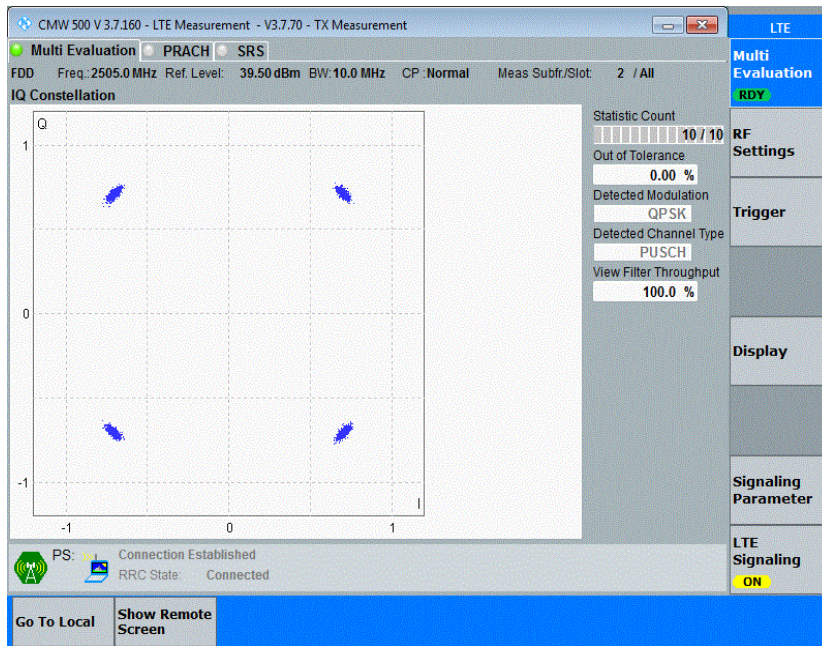 CMW 500 V 3.7.160 - LTE Measurement - V3.7.70 - TX Measurement
LTE
Multi Evaluation PRACH SRS
FDD Freq.: 2505.0 MHz Ref. Level: 39.50 dBm BW: 10.0 MHz CP : Normal Meas Subfr./Slot: 2 / All
IQ Constellation
Q
1
0
-1
I
-1 0 1
Statistic Count
10 / 10
Out of Tolerance
0.00 %
Detected Modulation
QPSK
Detected Channel Type
PUSCH
View Filter Throughput
100.0 %
Multi
Evaluation
RDY
RF
Settings
Trigger
Display
Signaling
Parameter
LTE
Signaling
ON
PS: Connection Established
RRC State: Connected
Go To Local
Show Remote
Screen